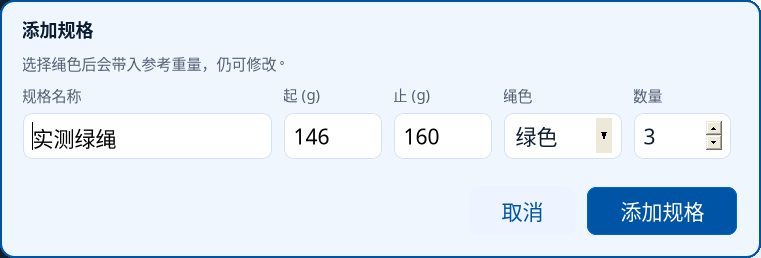 添加规格
选择绳色后会带入参考重量，仍可修改。
规格名称 起 (g) 止 (g) 绳色 数量
实测绿绳 146 160 绿色 3
取消 添加规格